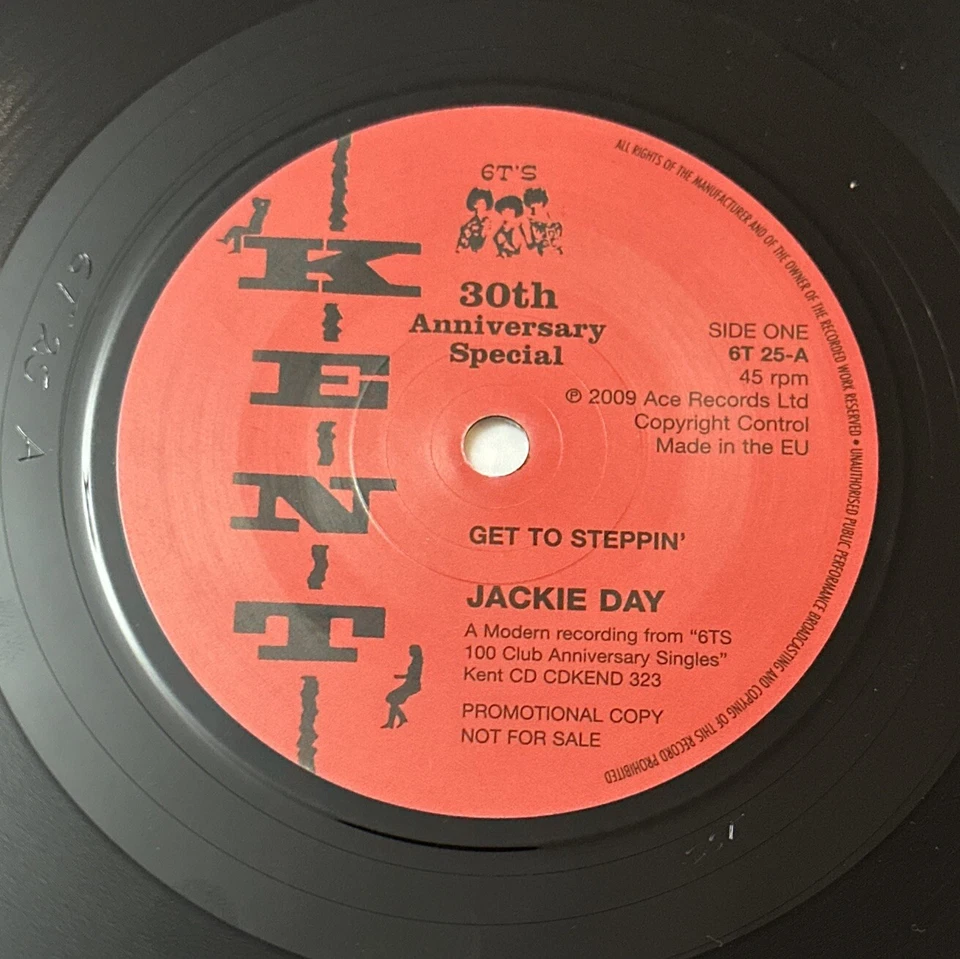 6T'S
30th
Anniversary
Special
KENT
SIDE ONE
6T 25-A
45 rpm
℗ 2009 Ace Records Ltd
Copyright Control
Made in the EU
GET TO STEPPIN'
JACKIE DAY
A Modern recording from "6TS
100 Club Anniversary Singles"
Kent CD CDKEND 323
PROMOTIONAL COPY
NOT FOR SALE
ALL RIGHTS OF THE MANUFACTURER AND OF THE OWNER OF THE RECORDED WORK RESERVED • UNAUTHORISED PUBLIC PERFORMANCE BROADCASTING AND COPYING OF THIS RECORD PROHIBITED
6T 25 A